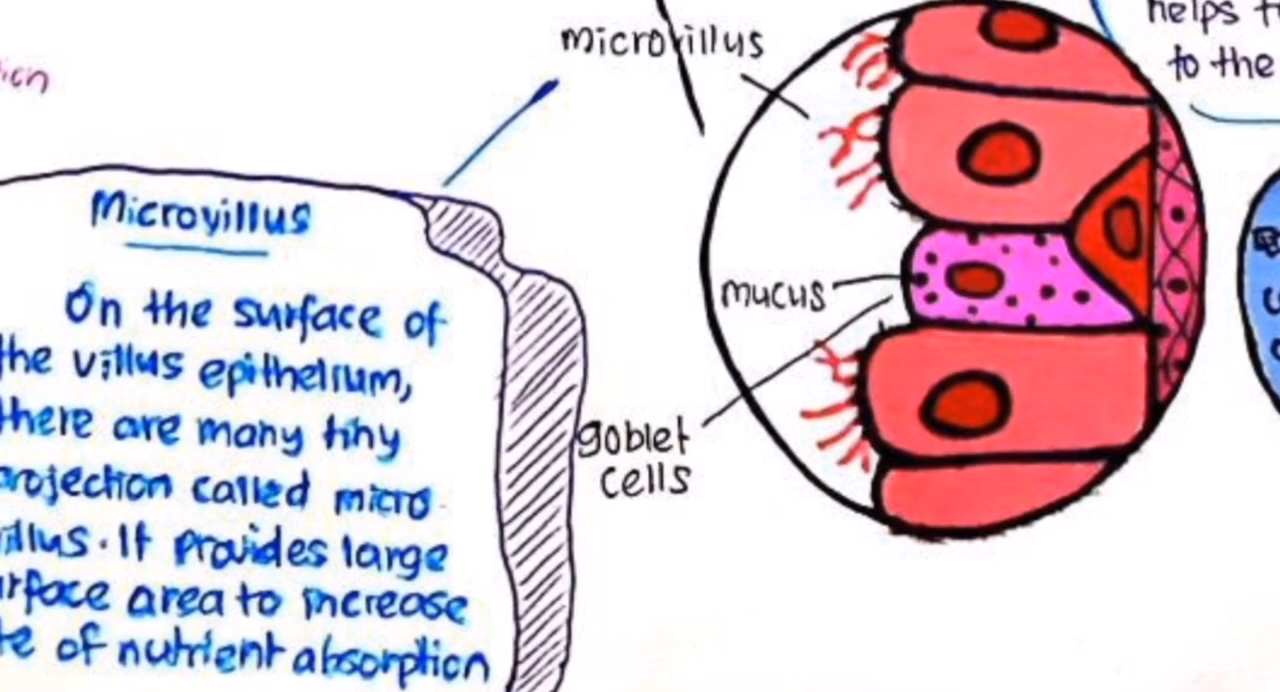 microvillus
helps
to the
Microvillus
On the surface of
the villus epithelium,
there are many tiny
projection called micro
villus. It provides large
surface area to increase
of nutrient absorption
mucus
goblet
cells